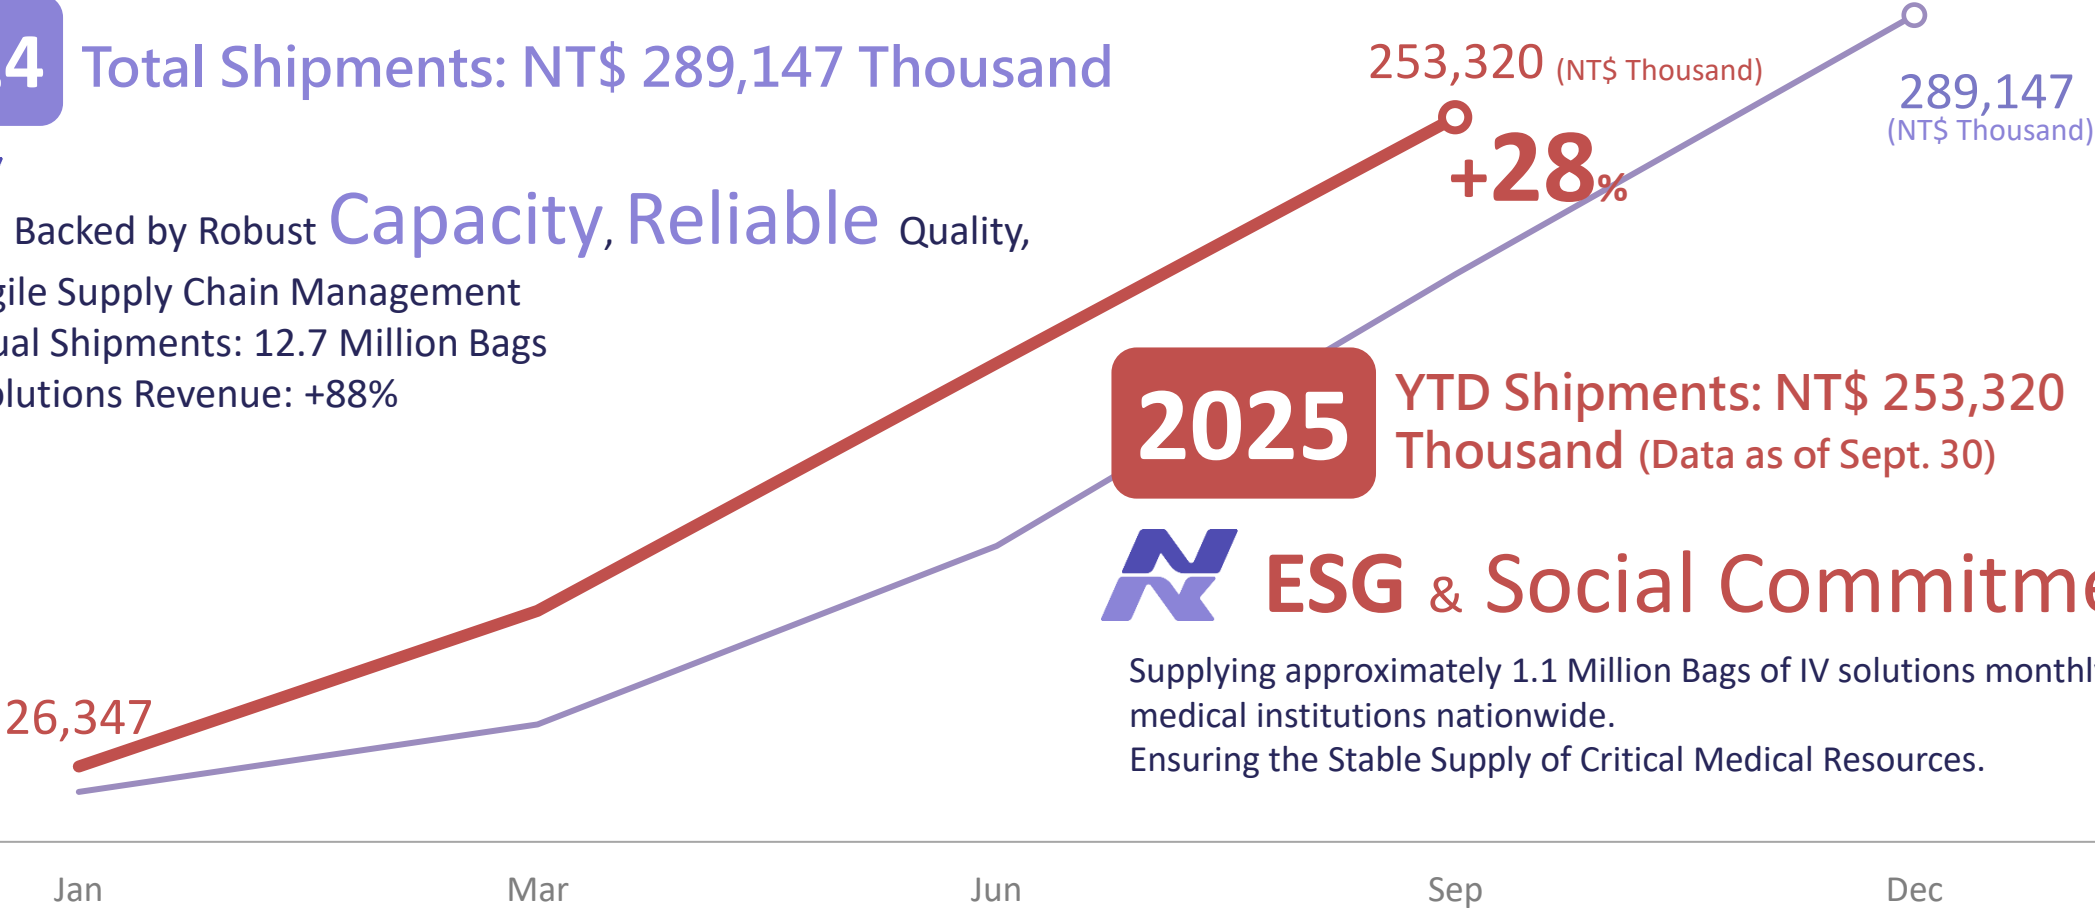 4 Total Shipments: NT$ 289,147 Thousand
Backed by Robust Capacity, Reliable Quality,
gile Supply Chain Management
ual Shipments: 12.7 Million Bags
olutions Revenue: +88%
253,320 (NT$ Thousand)
+28%
289,147
(NT$ Thousand)
2025
YTD Shipments: NT$ 253,320
Thousand (Data as of Sept. 30)
ESG & Social Commitme
Supplying approximately 1.1 Million Bags of IV solutions monthl
medical institutions nationwide.
Ensuring the Stable Supply of Critical Medical Resources.
26,347
Jan Mar Jun Sep Dec